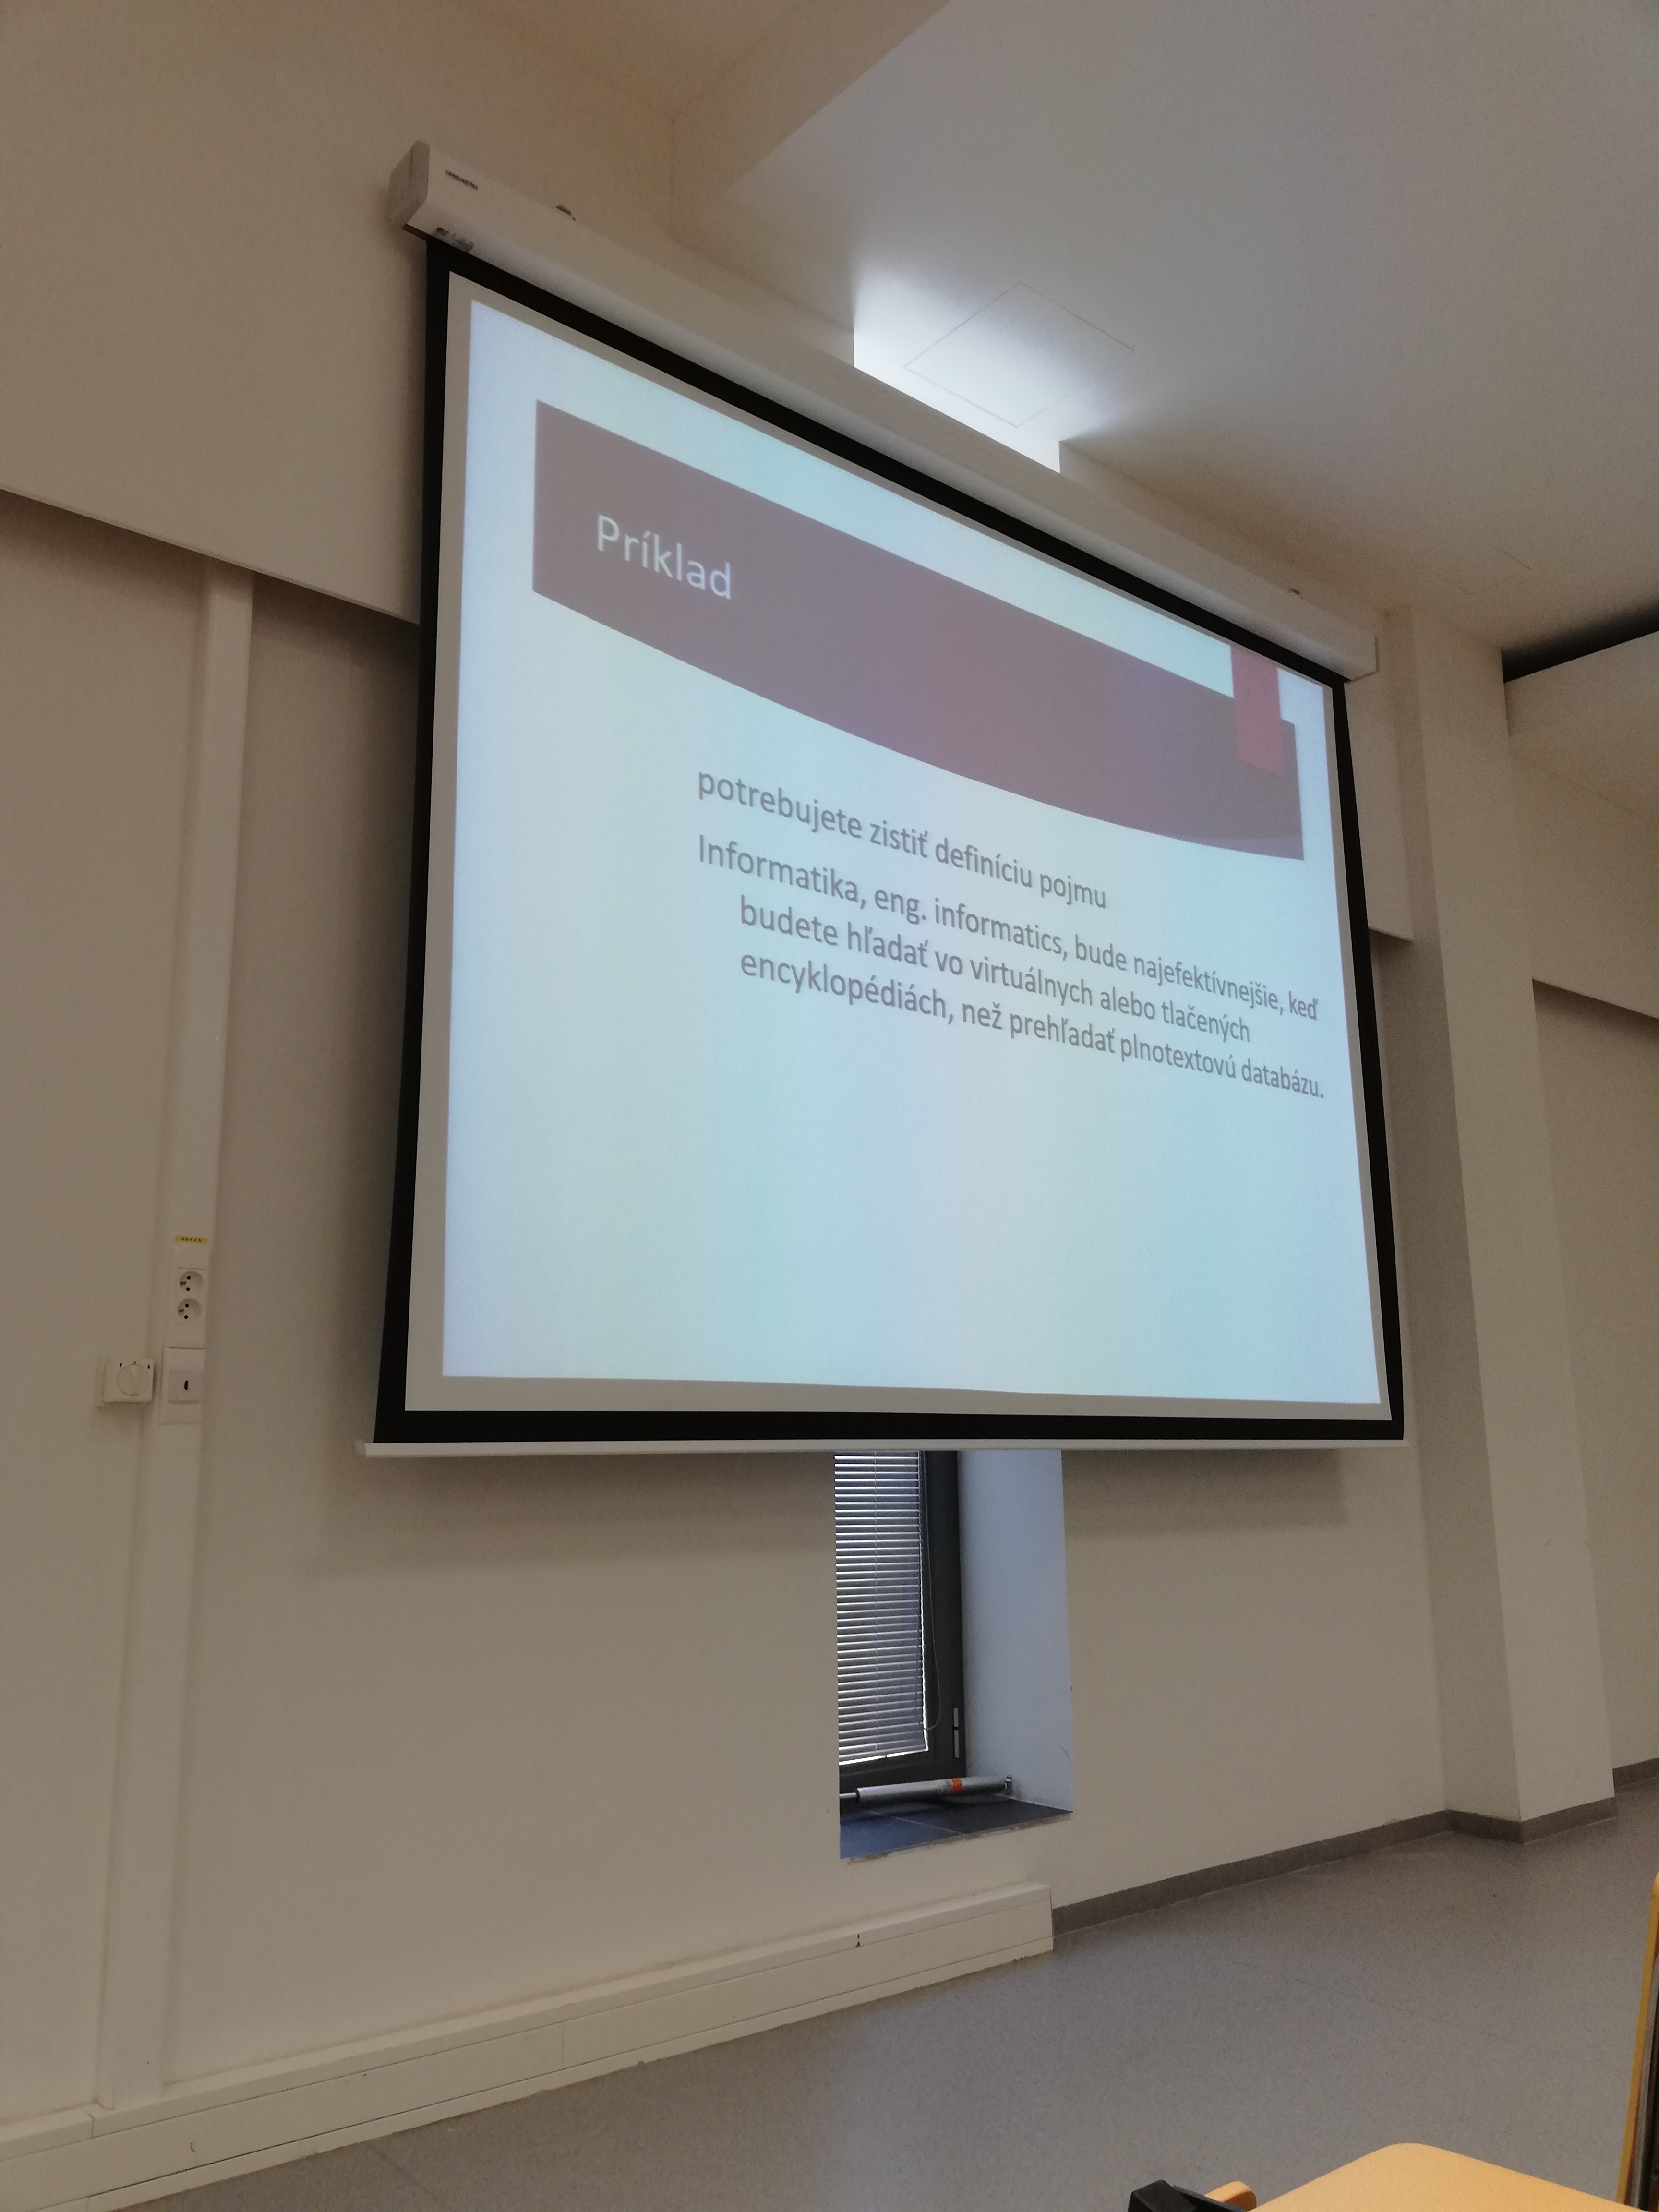 Príklad
potrebujete zistiť definíciu pojmu
Informatika, eng. informatics, bude najefektívnejšie, keď
budete hľadať vo virtuálnych alebo tlačených
encyklopédiách, než prehľadať plnotextovú databázu.